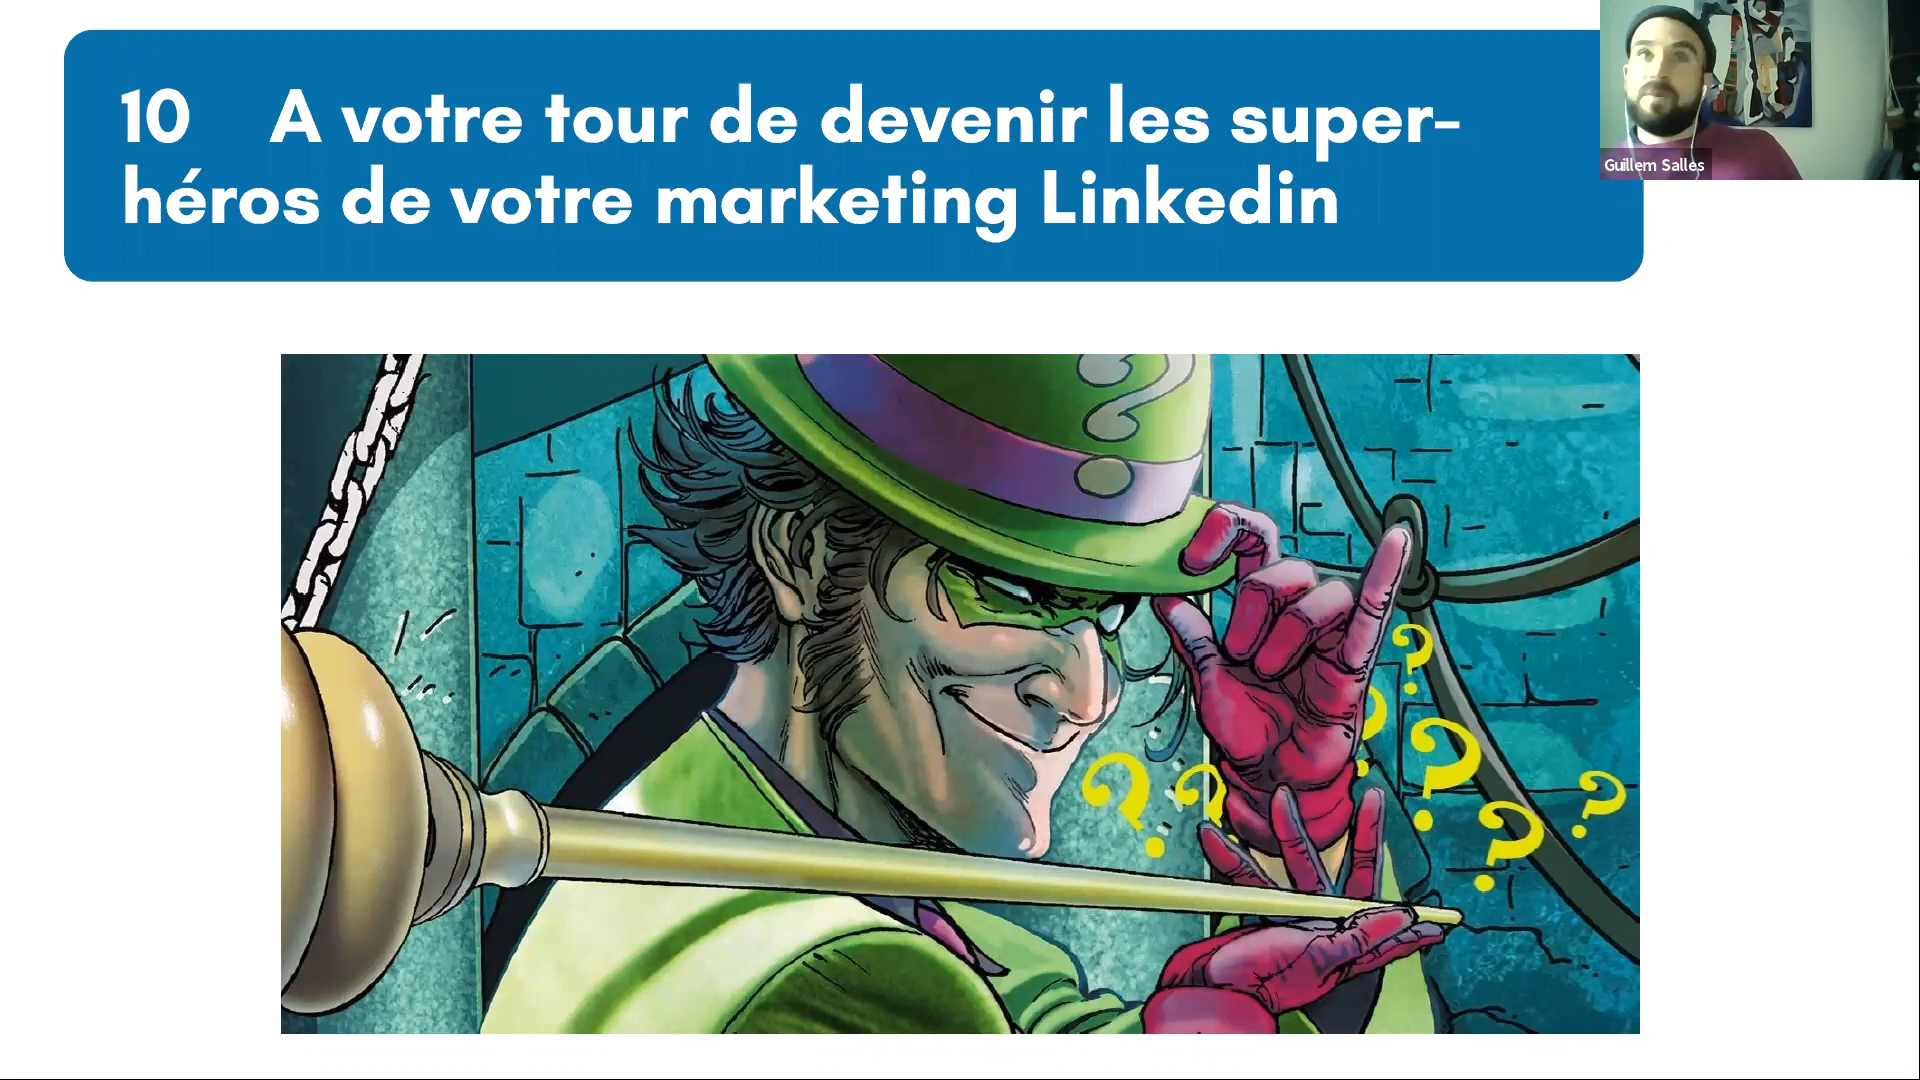 10 A votre tour de devenir les super-
héros de votre marketing Linkedin
Guillem Salles
?
? ? ? ? ? ? ?